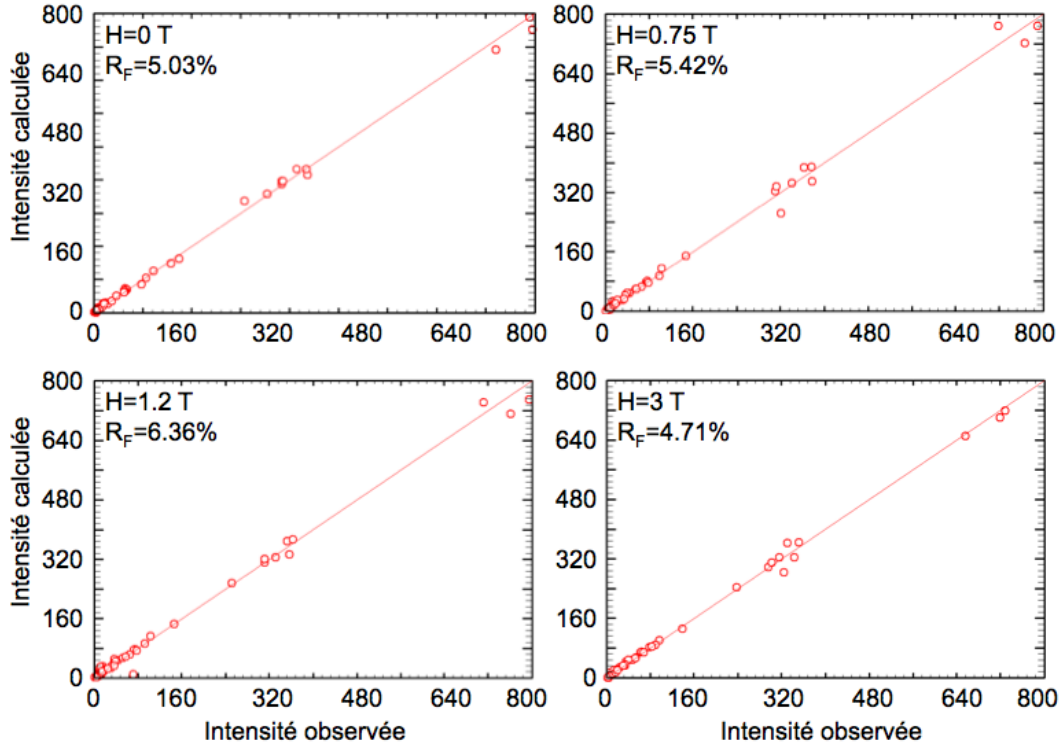 800
640
480
320
160
0
Intensité calculée
H=0 T
R_F=5.03%
0 160 320 480 640 800
800
640
480
320
160
0
H=0.75 T
R_F=5.42%
0 160 320 480 640 800
800
640
480
320
160
0
Intensité calculée
H=1.2 T
R_F=6.36%
0 160 320 480 640 800
Intensité observée
800
640
480
320
160
0
H=3 T
R_F=4.71%
0 160 320 480 640 800
Intensité observée